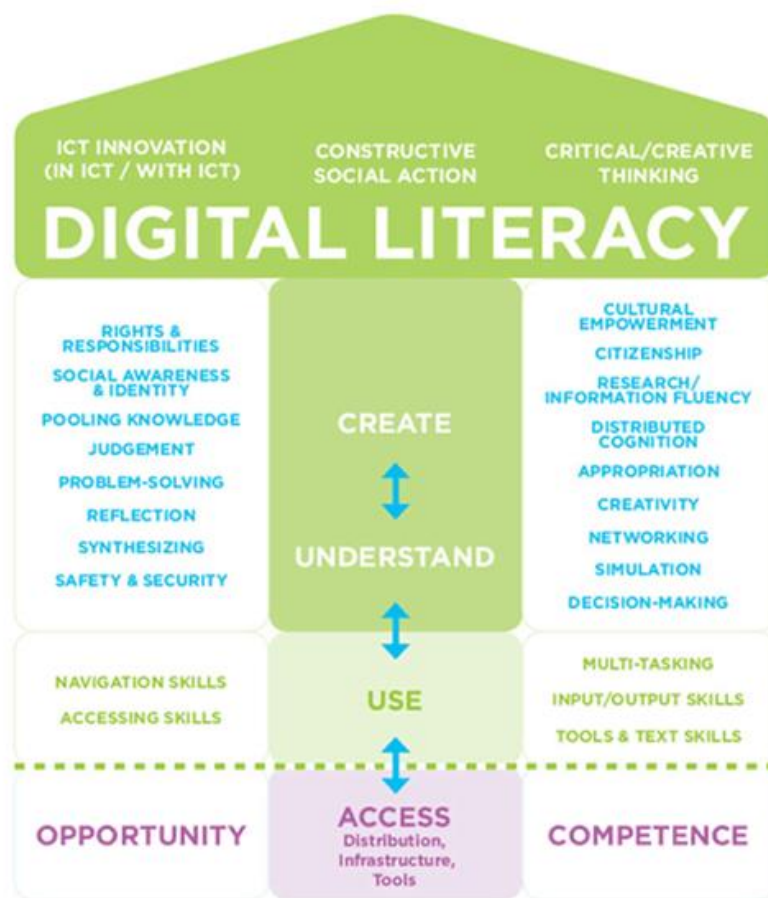 ICT INNOVATION
(IN ICT / WITH ICT)
CONSTRUCTIVE
SOCIAL ACTION
CRITICAL/CREATIVE
THINKING
DIGITAL LITERACY
RIGHTS &
RESPONSIBILITIES
SOCIAL AWARENESS
& IDENTITY
POOLING KNOWLEDGE
JUDGEMENT
PROBLEM-SOLVING
REFLECTION
SYNTHESIZING
SAFETY & SECURITY
CREATE
UNDERSTAND
CULTURAL
EMPOWERMENT
CITIZENSHIP
RESEARCH/
INFORMATION FLUENCY
DISTRIBUTED
COGNITION
APPROPRIATION
CREATIVITY
NETWORKING
SIMULATION
DECISION-MAKING
NAVIGATION SKILLS
ACCESSING SKILLS
USE
MULTI-TASKING
INPUT/OUTPUT SKILLS
TOOLS & TEXT SKILLS
OPPORTUNITY
ACCESS
Distribution,
Infrastructure,
Tools
COMPETENCE